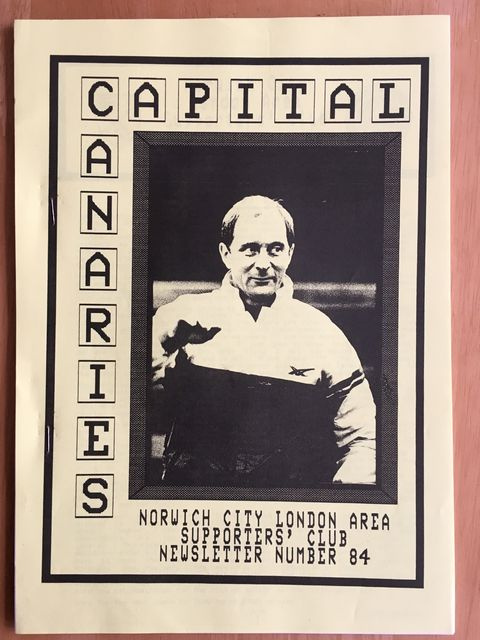 CAPITAL
CANARIES
NORWICH CITY LONDON AREA
SUPPORTERS' CLUB
NEWSLETTER NUMBER 84